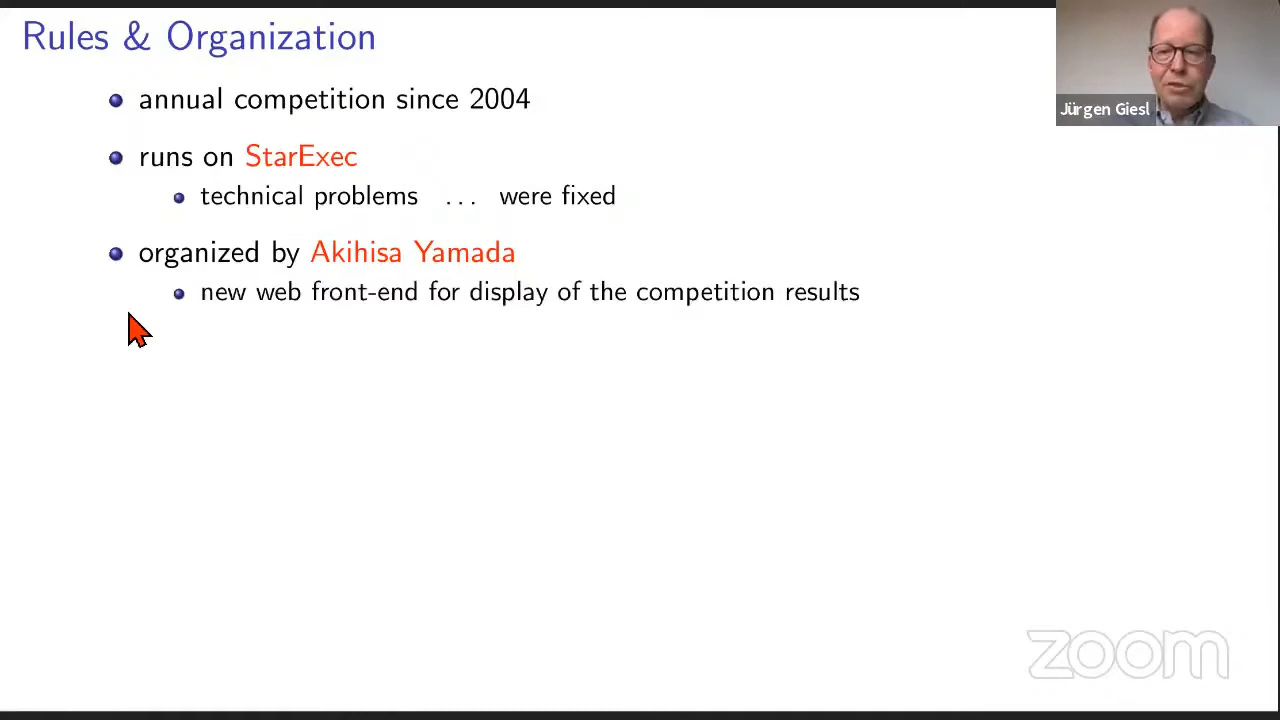 Rules & Organization
annual competition since 2004
runs on StarExec
technical problems ... were fixed
organized by Akihisa Yamada
new web front-end for display of the competition results
Jürgen Giesl
zoom